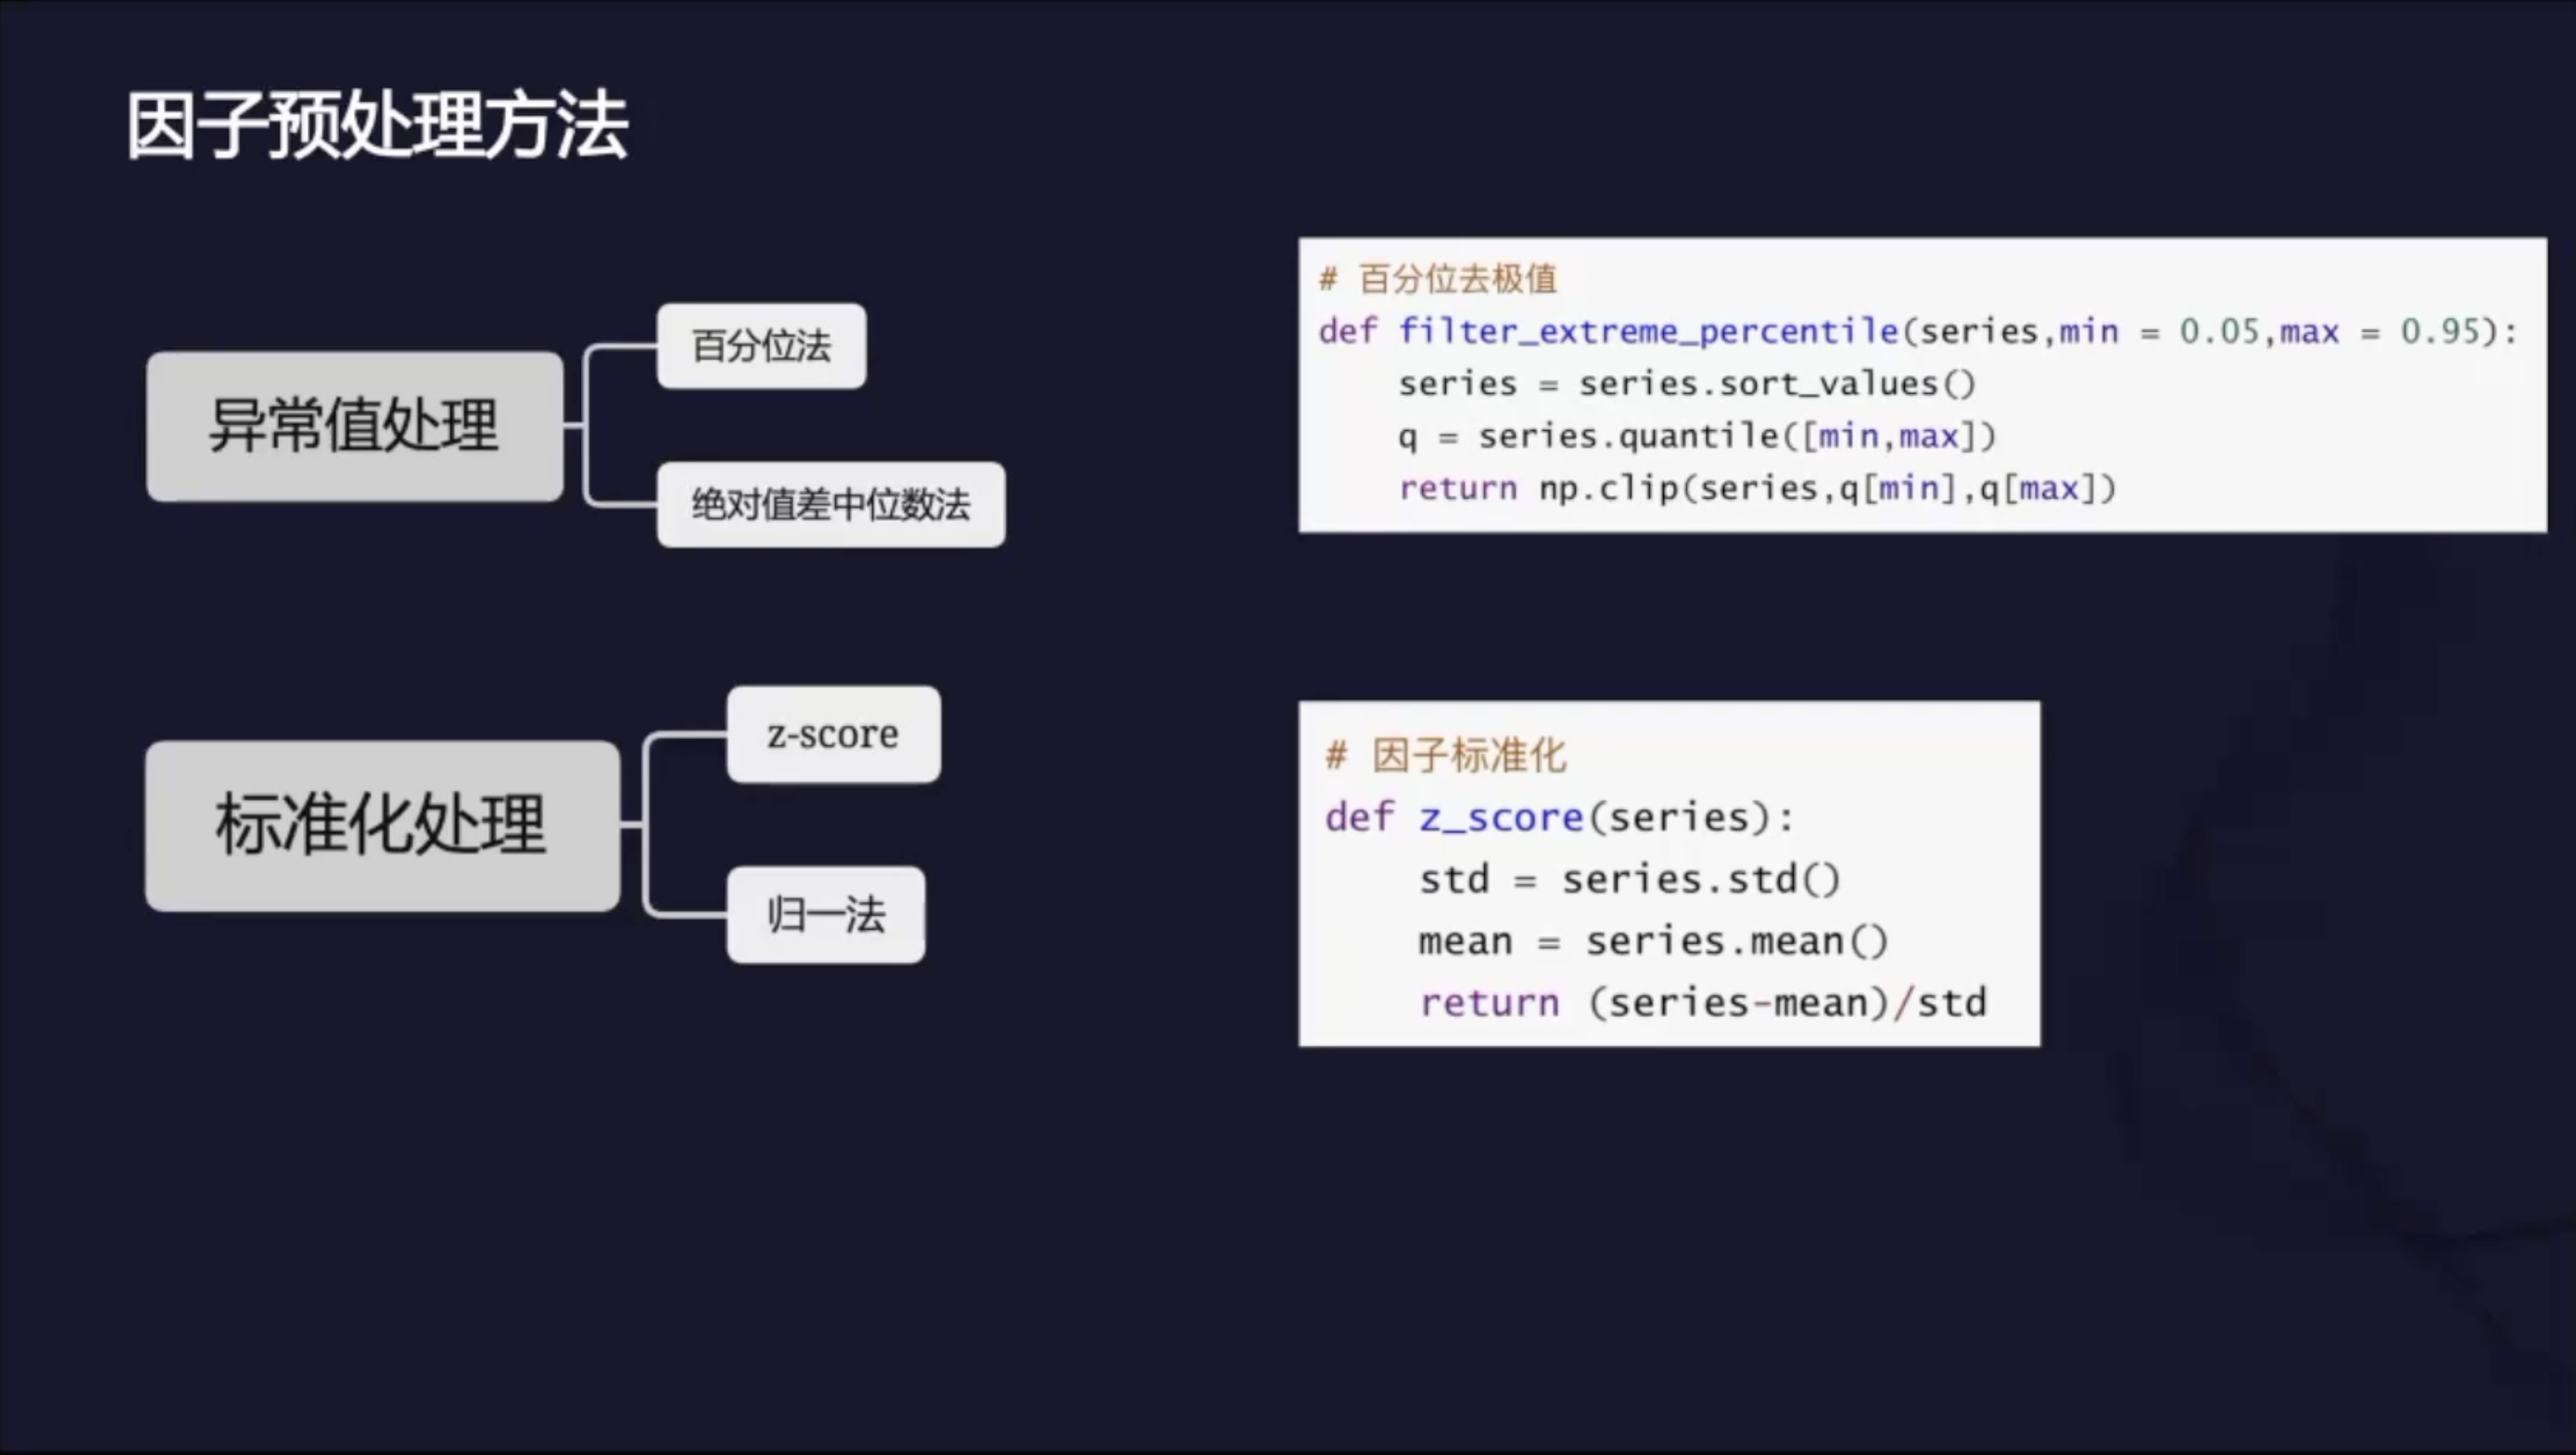 因子预处理方法
异常值处理
百分位法
绝对值差中位数法
# 百分位去极值
def filter_extreme_percentile(series,min = 0.05,max = 0.95):
    series = series.sort_values()
    q = series.quantile([min,max])
    return np.clip(series,q[min],q[max])
标准化处理
z-score
归一法
# 因子标准化
def z_score(series):
    std = series.std()
    mean = series.mean()
    return (series-mean)/std